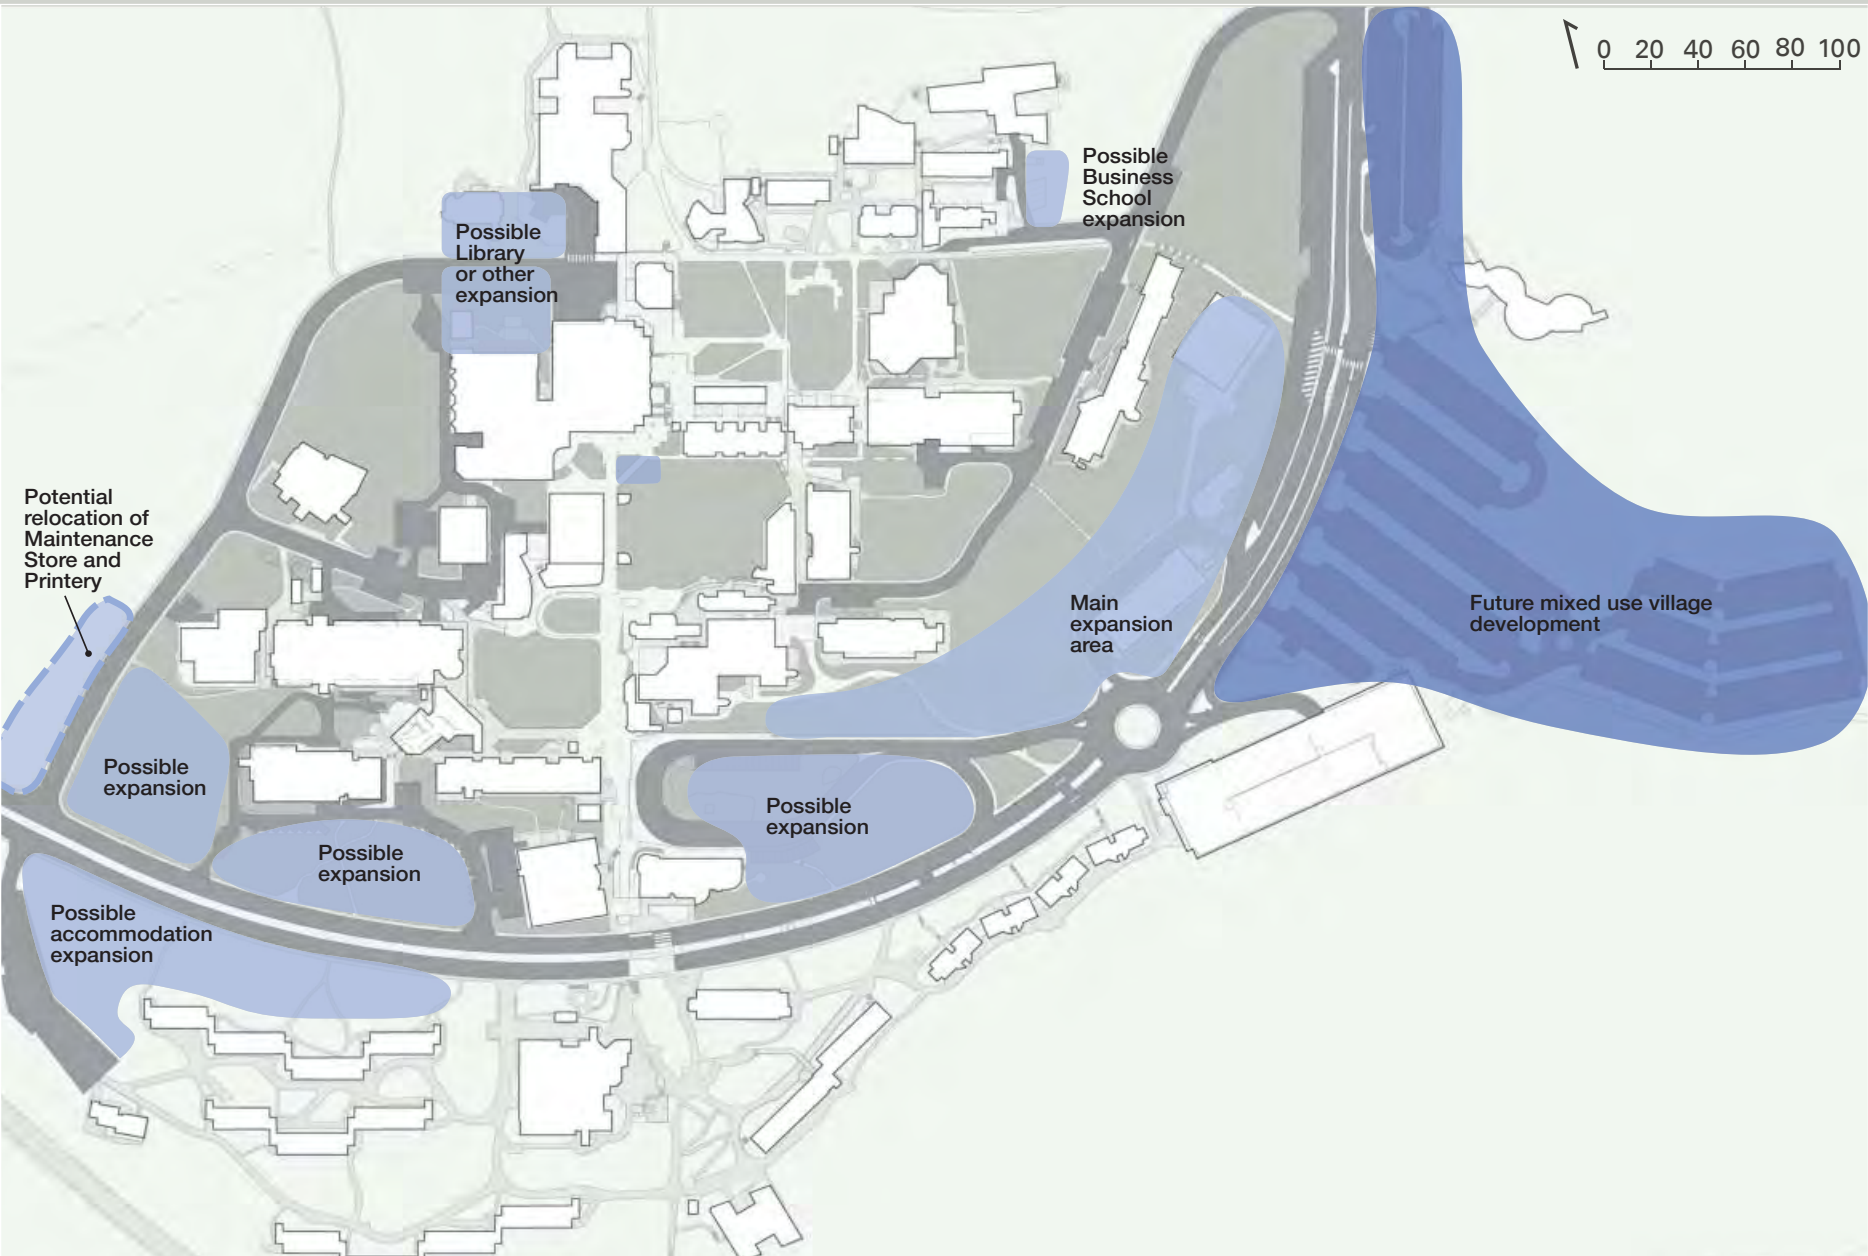 0 20 40 60 80 100
Possible
Business
School
expansion
Possible
Library
or other
expansion
Potential
relocation of
Maintenance
Store and
Printery
Main
expansion
area
Future mixed use village
development
Possible
expansion
Possible
expansion
Possible
expansion
Possible
accommodation
expansion